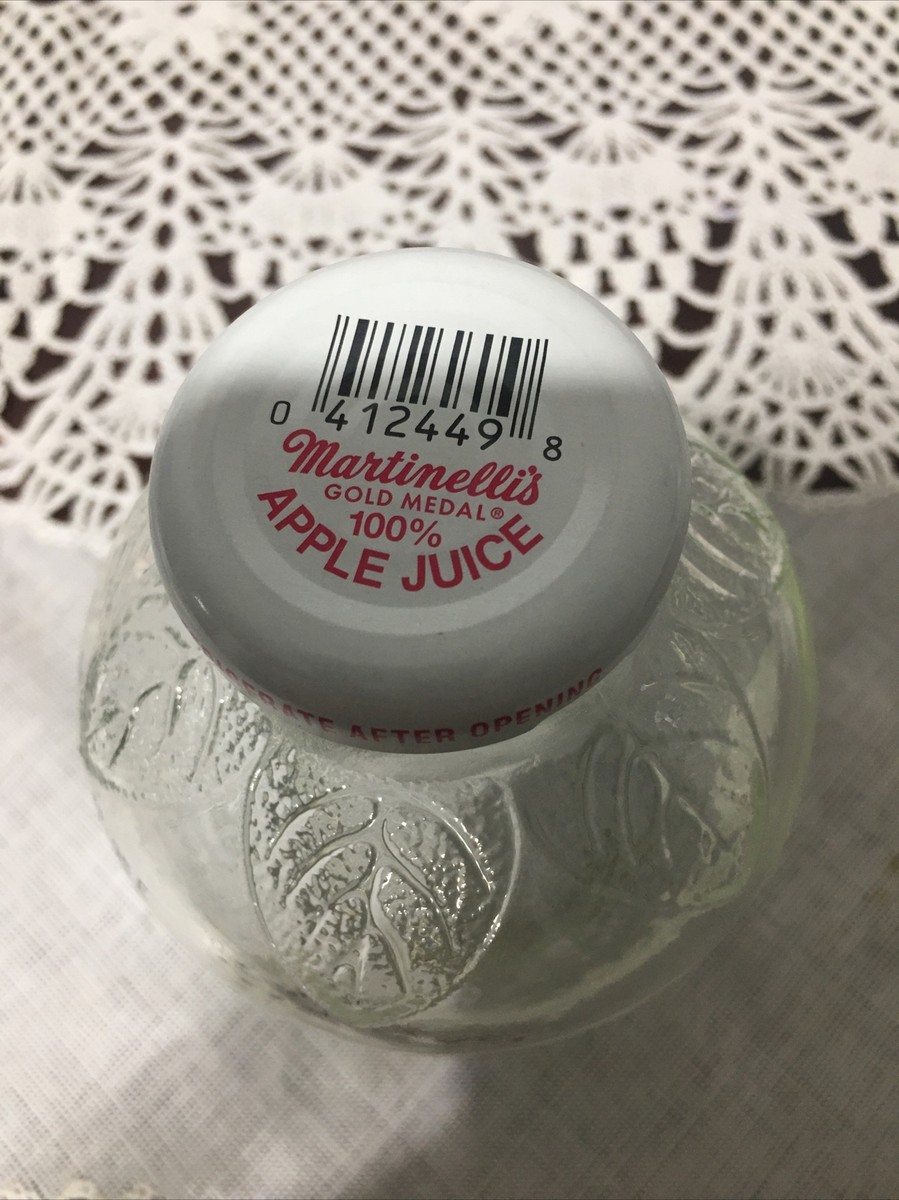 0 412449 8
Martinelli's
GOLD MEDAL®
100%
APPLE JUICE
AFTER OPENING